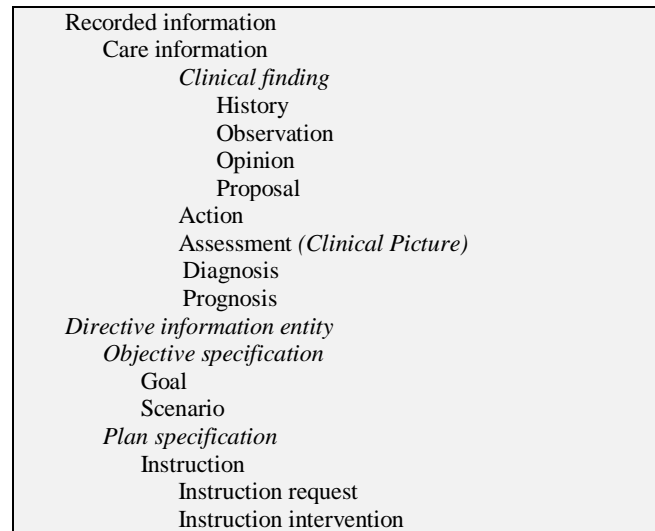 Recorded information
Care information
Clinical finding
History
Observation
Opinion
Proposal
Action
Assessment (Clinical Picture)
Diagnosis
Prognosis
Directive information entity
Objective specification
Goal
Scenario
Plan specification
Instruction
Instruction request
Instruction intervention